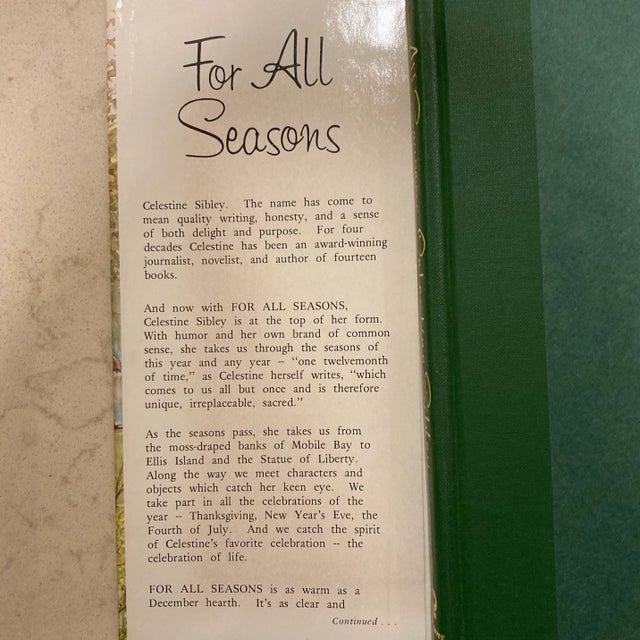 For All
Seasons
Celestine Sibley. The name has come to
mean quality writing, honesty, and a sense
of both delight and purpose. For four
decades Celestine has been an award-winning
journalist, novelist, and author of fourteen
books.
And now with FOR ALL SEASONS,
Celestine Sibley is at the top of her form.
With humor and her own brand of common
sense, she takes us through the seasons of
this year and any year -- “one twelvemonth
of time,” as Celestine herself writes, “which
comes to us all but once and is therefore
unique, irreplaceable, sacred.”
As the seasons pass, she takes us from
the moss-draped banks of Mobile Bay to
Ellis Island and the Statue of Liberty.
Along the way we meet characters and
objects which catch her keen eye. We
take part in all the celebrations of the
year -- Thanksgiving, New Year’s Eve, the
Fourth of July. And we catch the spirit
of Celestine’s favorite celebration -- the
celebration of life.
FOR ALL SEASONS is as warm as a
December hearth. It’s as clear and
Continued . . .